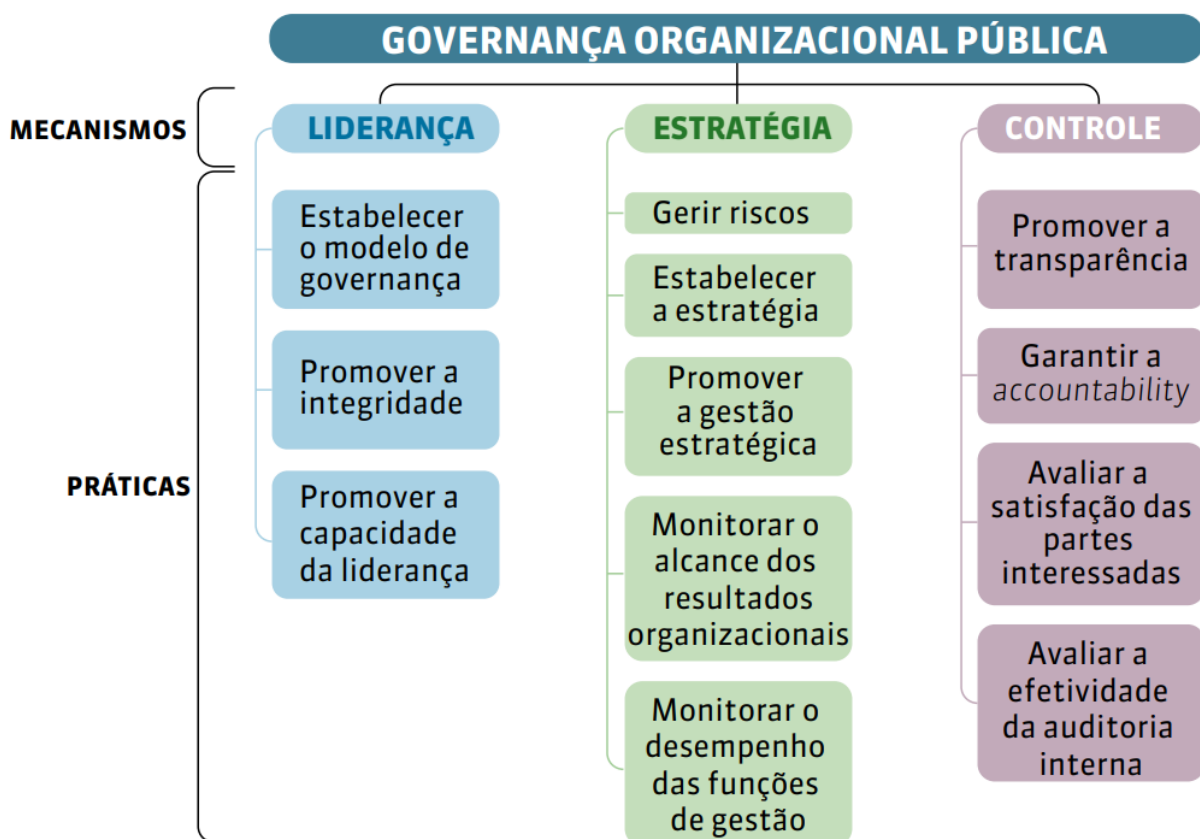 GOVERNANÇA ORGANIZACIONAL PÚBLICA
MECANISMOS
LIDERANÇA
ESTRATÉGIA
CONTROLE
PRÁTICAS
Estabelecer
o modelo de
governança
Promover a
integridade
Promover a
capacidade
da liderança
Gerir riscos
Estabelecer
a estratégia
Promover
a gestão
estratégica
Monitorar o
alcance dos
resultados
organizacionais
Monitorar o
desempenho
das funções
de gestão
Promover a
transparência
Garantir a
accountability
Avaliar a
satisfação das
partes
interessadas
Avaliar a
efetividade
da auditoria
interna